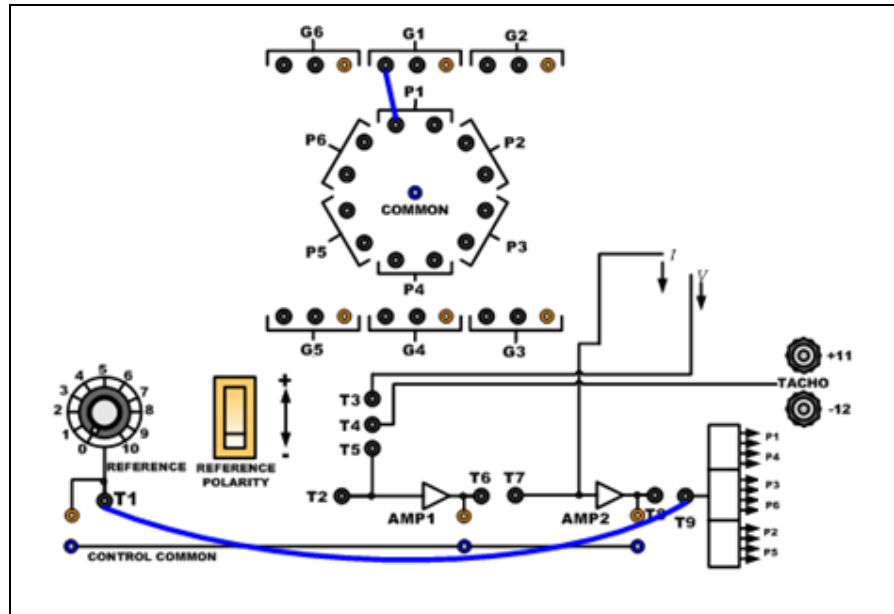 G6
G1
G2
P1
P6
P2
COMMON
P5
P3
P4
G5
G4
G3
I
V
+11
TACHO
-12
0
1
2
3
4
5
6
7
8
9
10
REFERENCE
+
-
REFERENCE
POLARITY
T3
T4
T5
T1
T2
T6
T7
T8
T9
AMP1
AMP2
P1
P4
P3
P6
P2
P5
CONTROL COMMON